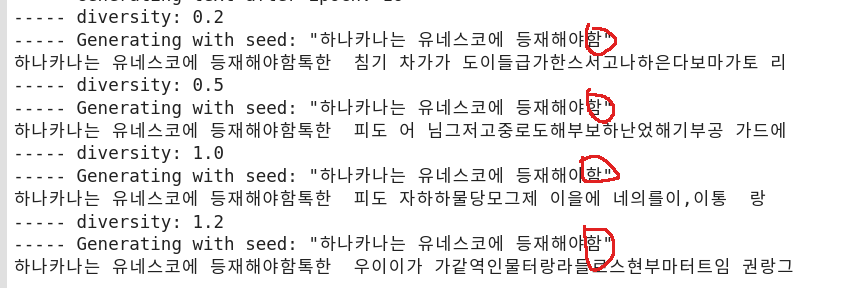 ----- diversity: 0.2
----- Generating with seed: "하나카나는 유네스코에 등재해야함"
하나카나는 유네스코에 등재해야함톡한  침기 차가가 도이들급가한스서고나하은다보마가토 리
----- diversity: 0.5
----- Generating with seed: "하나카나는 유네스코에 등재해야함"
하나카나는 유네스코에 등재해야함톡한  피도 어 님그저고중로도해부보하난었해기부공 가드에
----- diversity: 1.0
----- Generating with seed: "하나카나는 유네스코에 등재해야함"
하나카나는 유네스코에 등재해야함톡한  피도 자하하물당모그제 이을에 네의를이,이통  랑
----- diversity: 1.2
----- Generating with seed: "하나카나는 유네스코에 등재해야함"
하나카나는 유네스코에 등재해야함톡한  우이이가 가같역인물터랑라들로스현부마터트임 권랑그